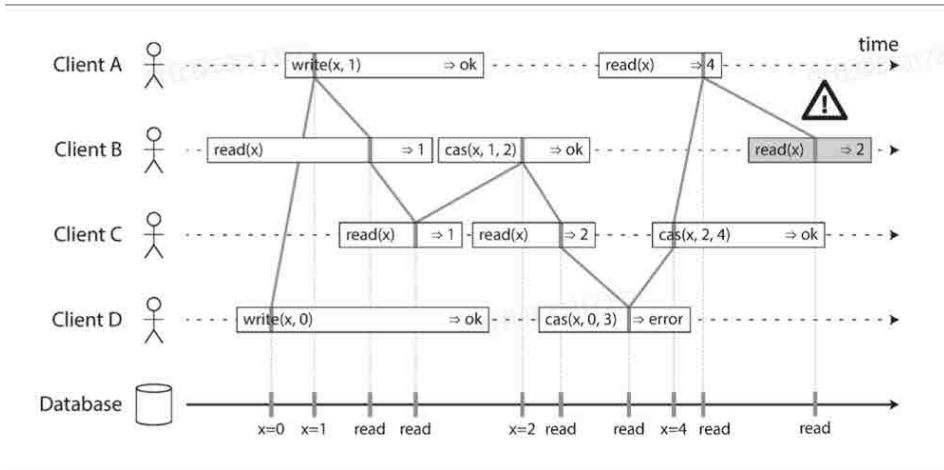 time
Client A write(x, 1) ⇒ ok read(x) ⇒ 4
Client B read(x) ⇒ 1 cas(x, 1, 2) ⇒ ok read(x) ⇒ 2
Client C read(x) ⇒ 1 read(x) ⇒ 2 cas(x, 2, 4) ⇒ ok
Client D write(x, 0) ⇒ ok cas(x, 0, 3) ⇒ error
Database
x=0 x=1 read read x=2 read read x=4 read read